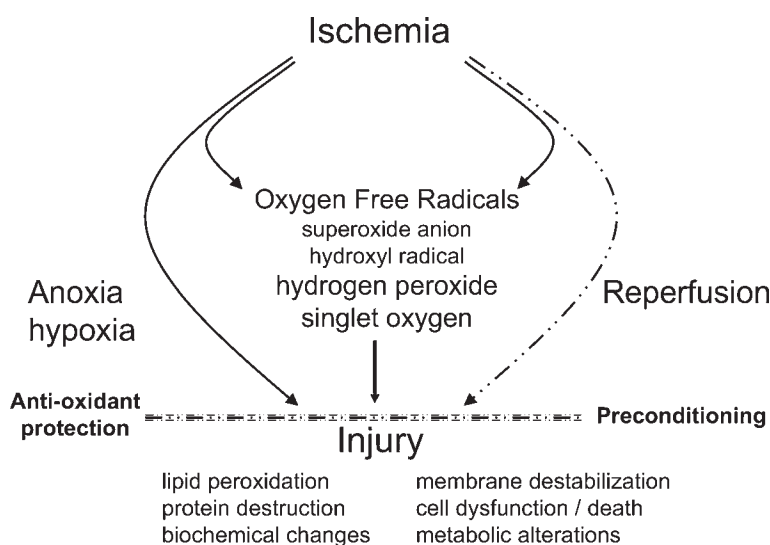 Ischemia
Oxygen Free Radicals
superoxide anion
hydroxyl radical
hydrogen peroxide
singlet oxygen
Anoxia
hypoxia
Reperfusion
Anti-oxidant
protection
Preconditioning
Injury
lipid peroxidation
protein destruction
biochemical changes
membrane destabilization
cell dysfunction / death
metabolic alterations